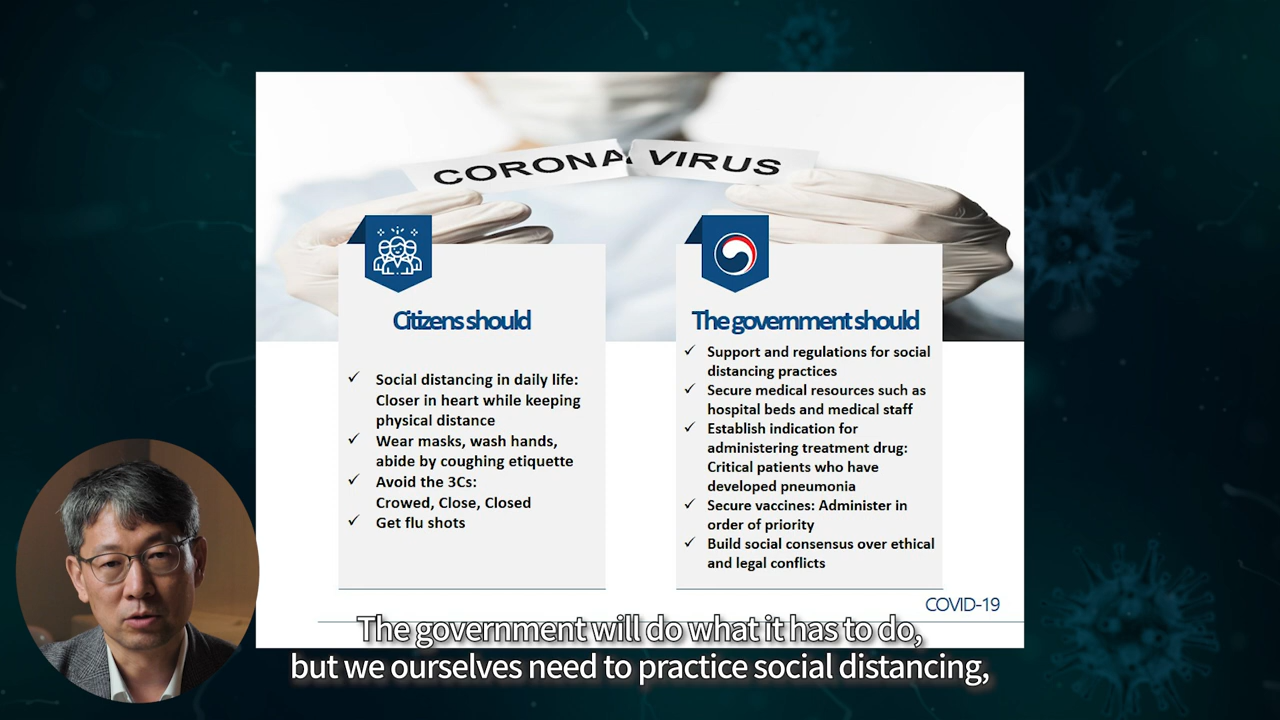 CORONA VIRUS
Citizens should
Social distancing in daily life:
Closer in heart while keeping
physical distance
Wear masks, wash hands,
abide by coughing etiquette
Avoid the 3Cs:
Crowed, Close, Closed
Get flu shots
The government should
Support and regulations for social
distancing practices
Secure medical resources such as
hospital beds and medical staff
Establish indication for
administering treatment drug:
Critical patients who have
developed pneumonia
Secure vaccines: Administer in
order of priority
Build social consensus over ethical
and legal conflicts
COVID-19
The government will do what it has to do,
but we ourselves need to practice social distancing,